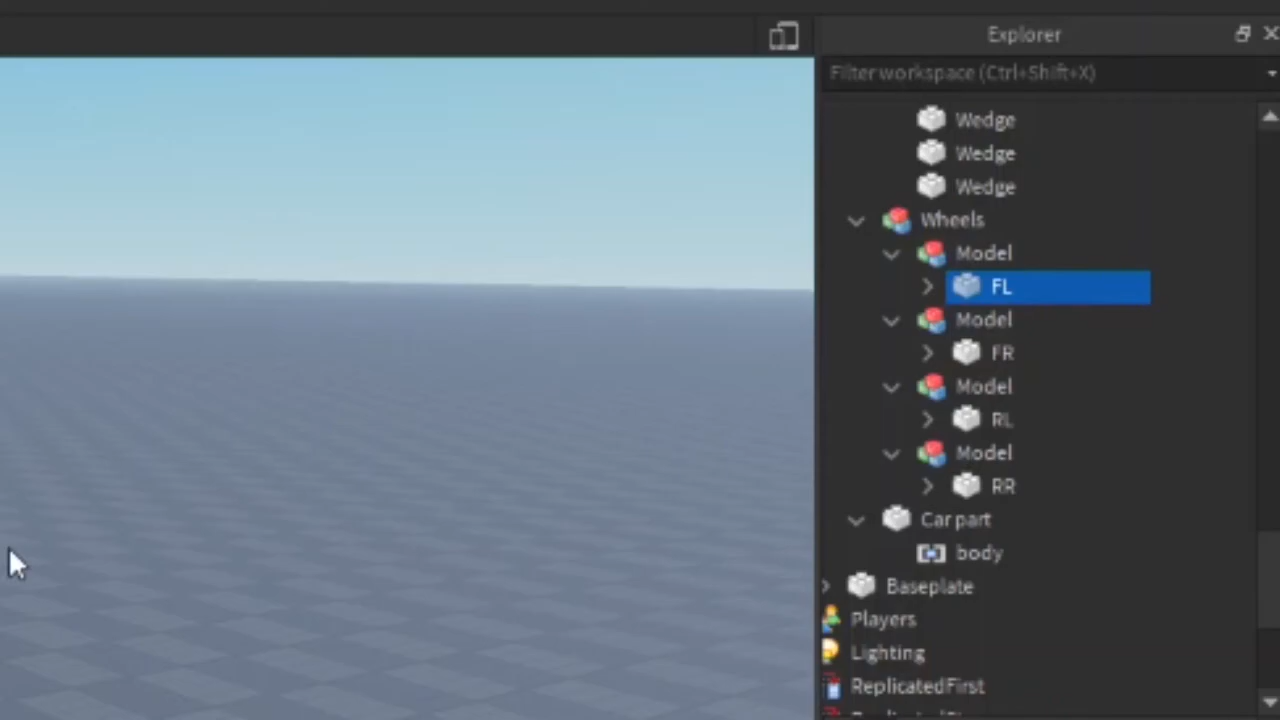 Explorer
Filter workspace (Ctrl+Shift+X)
Wedge
Wedge
Wedge
Wheels
Model
FL
Model
FR
Model
RL
Model
RR
Car part
body
Baseplate
Players
Lighting
ReplicatedFirst